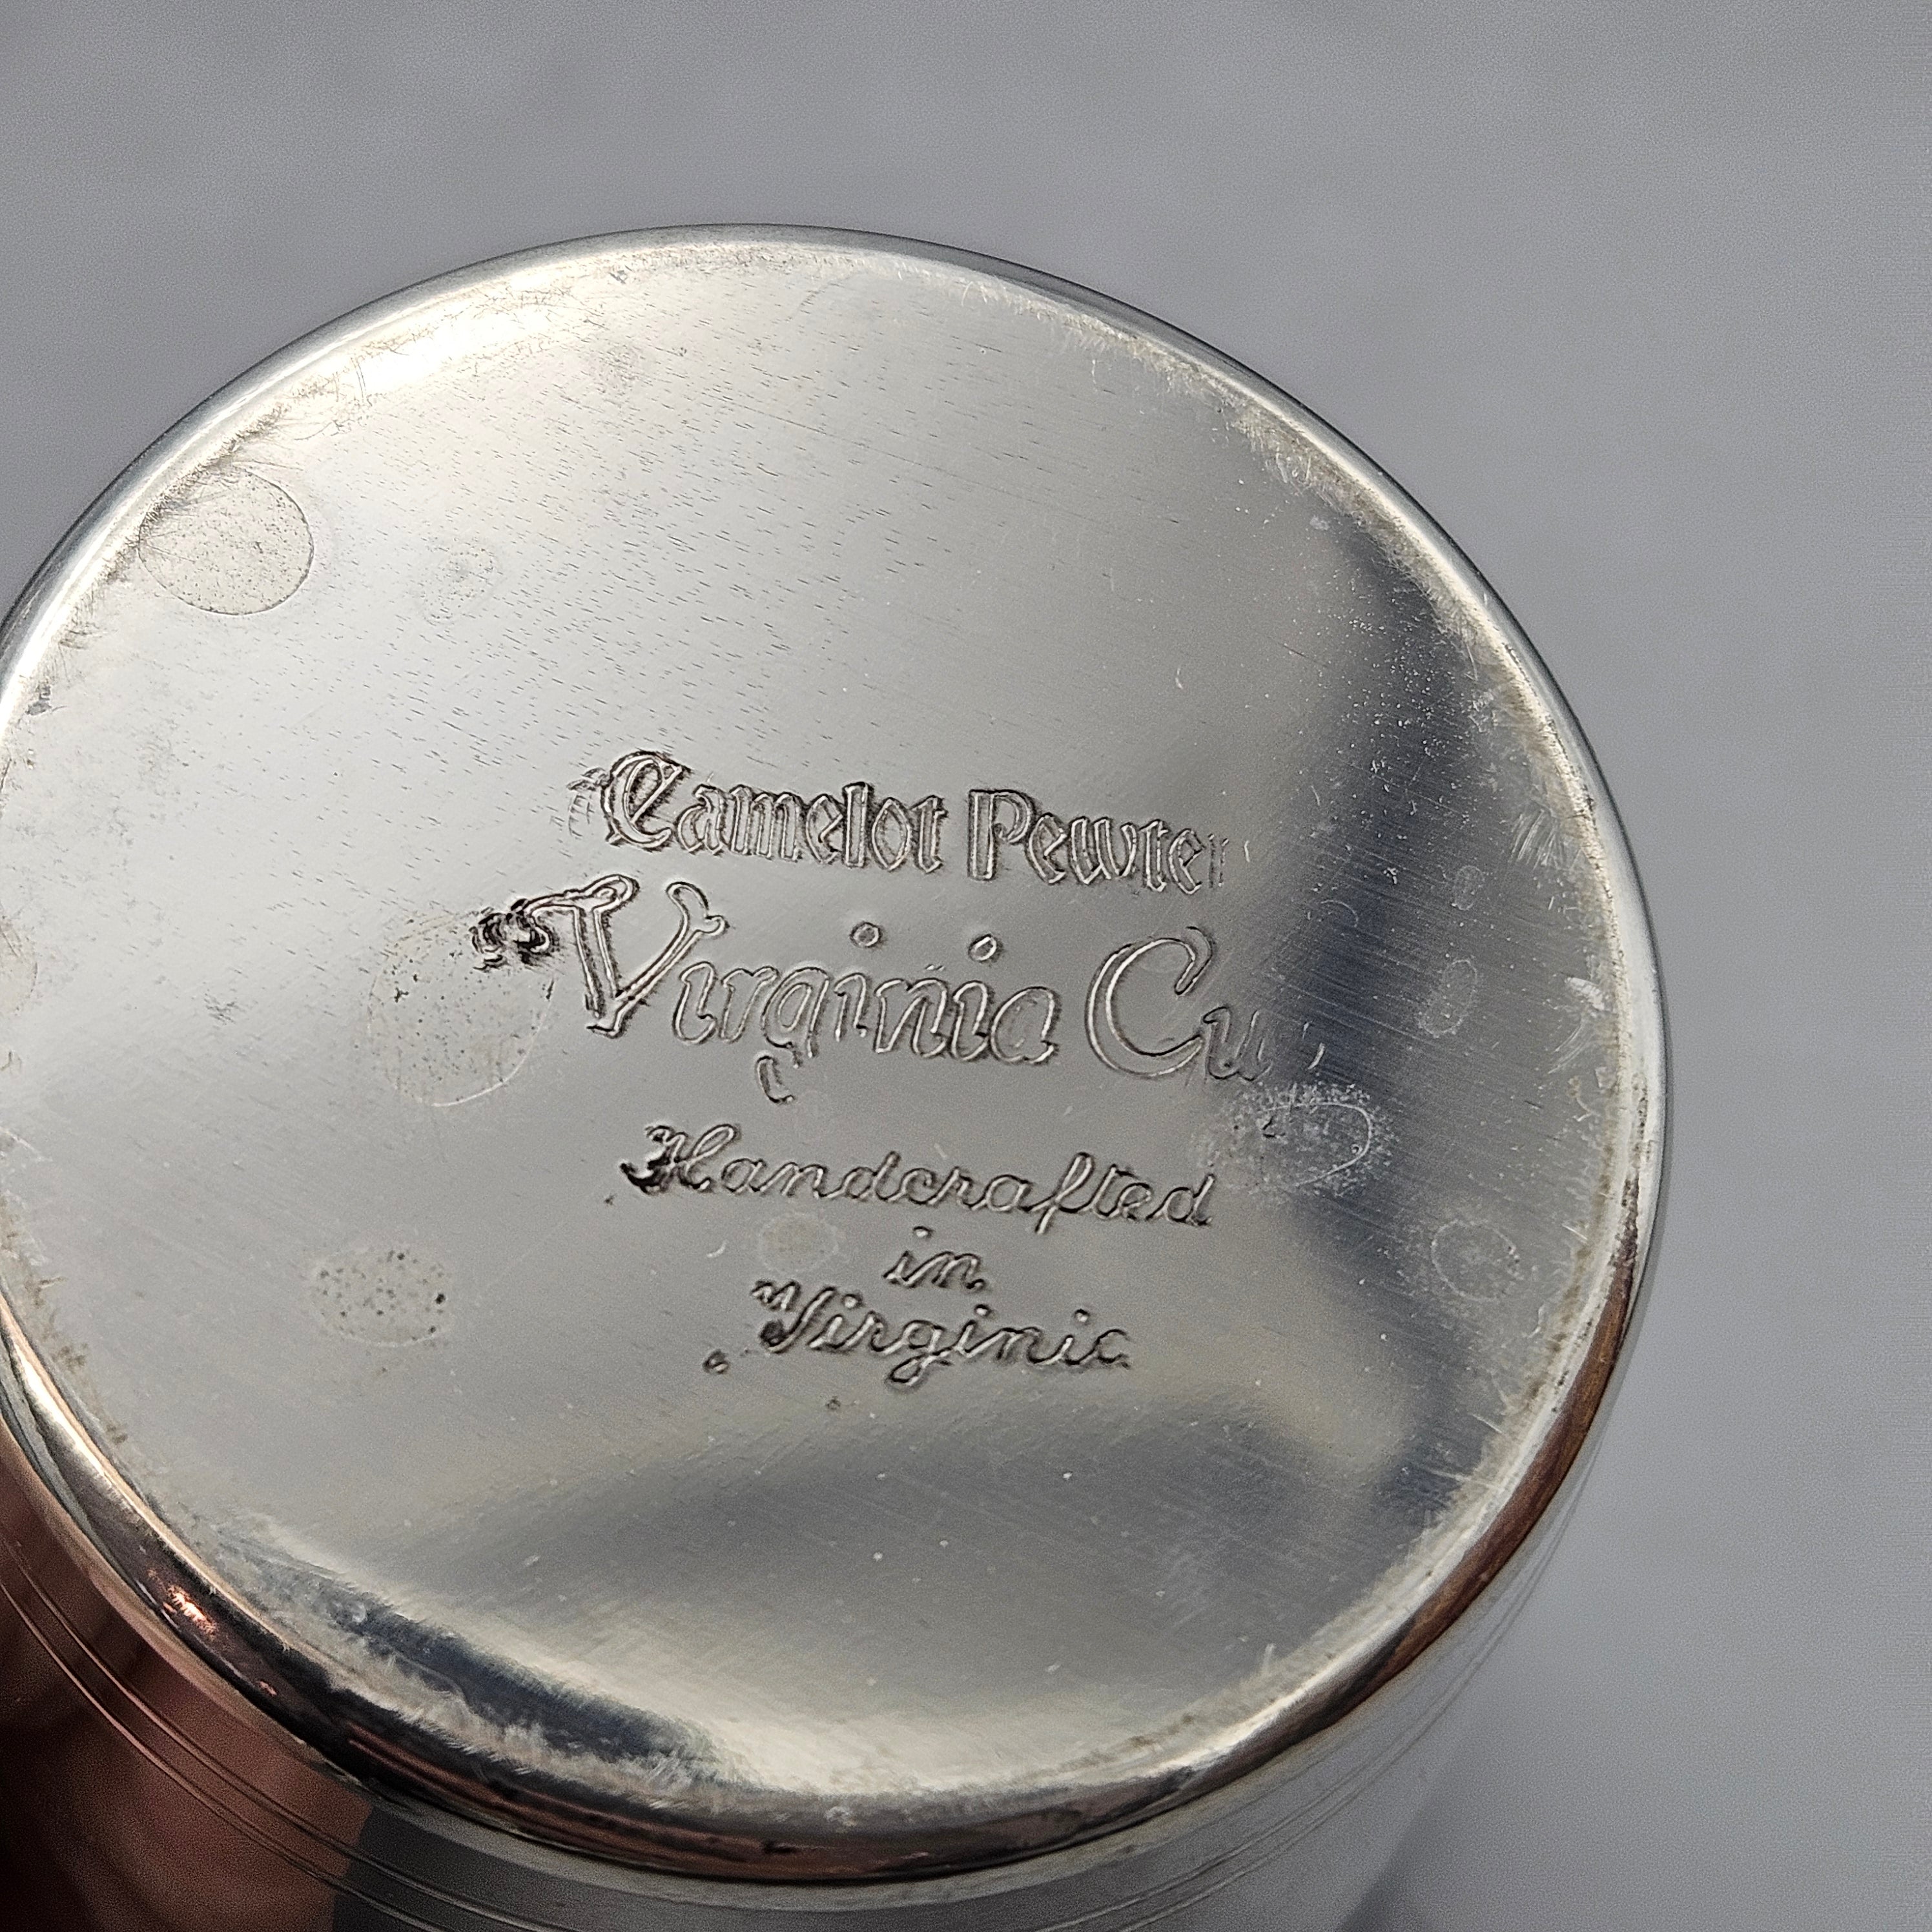 Camelot Pewter
Virginia Cu
Handcrafted
in
Virginia